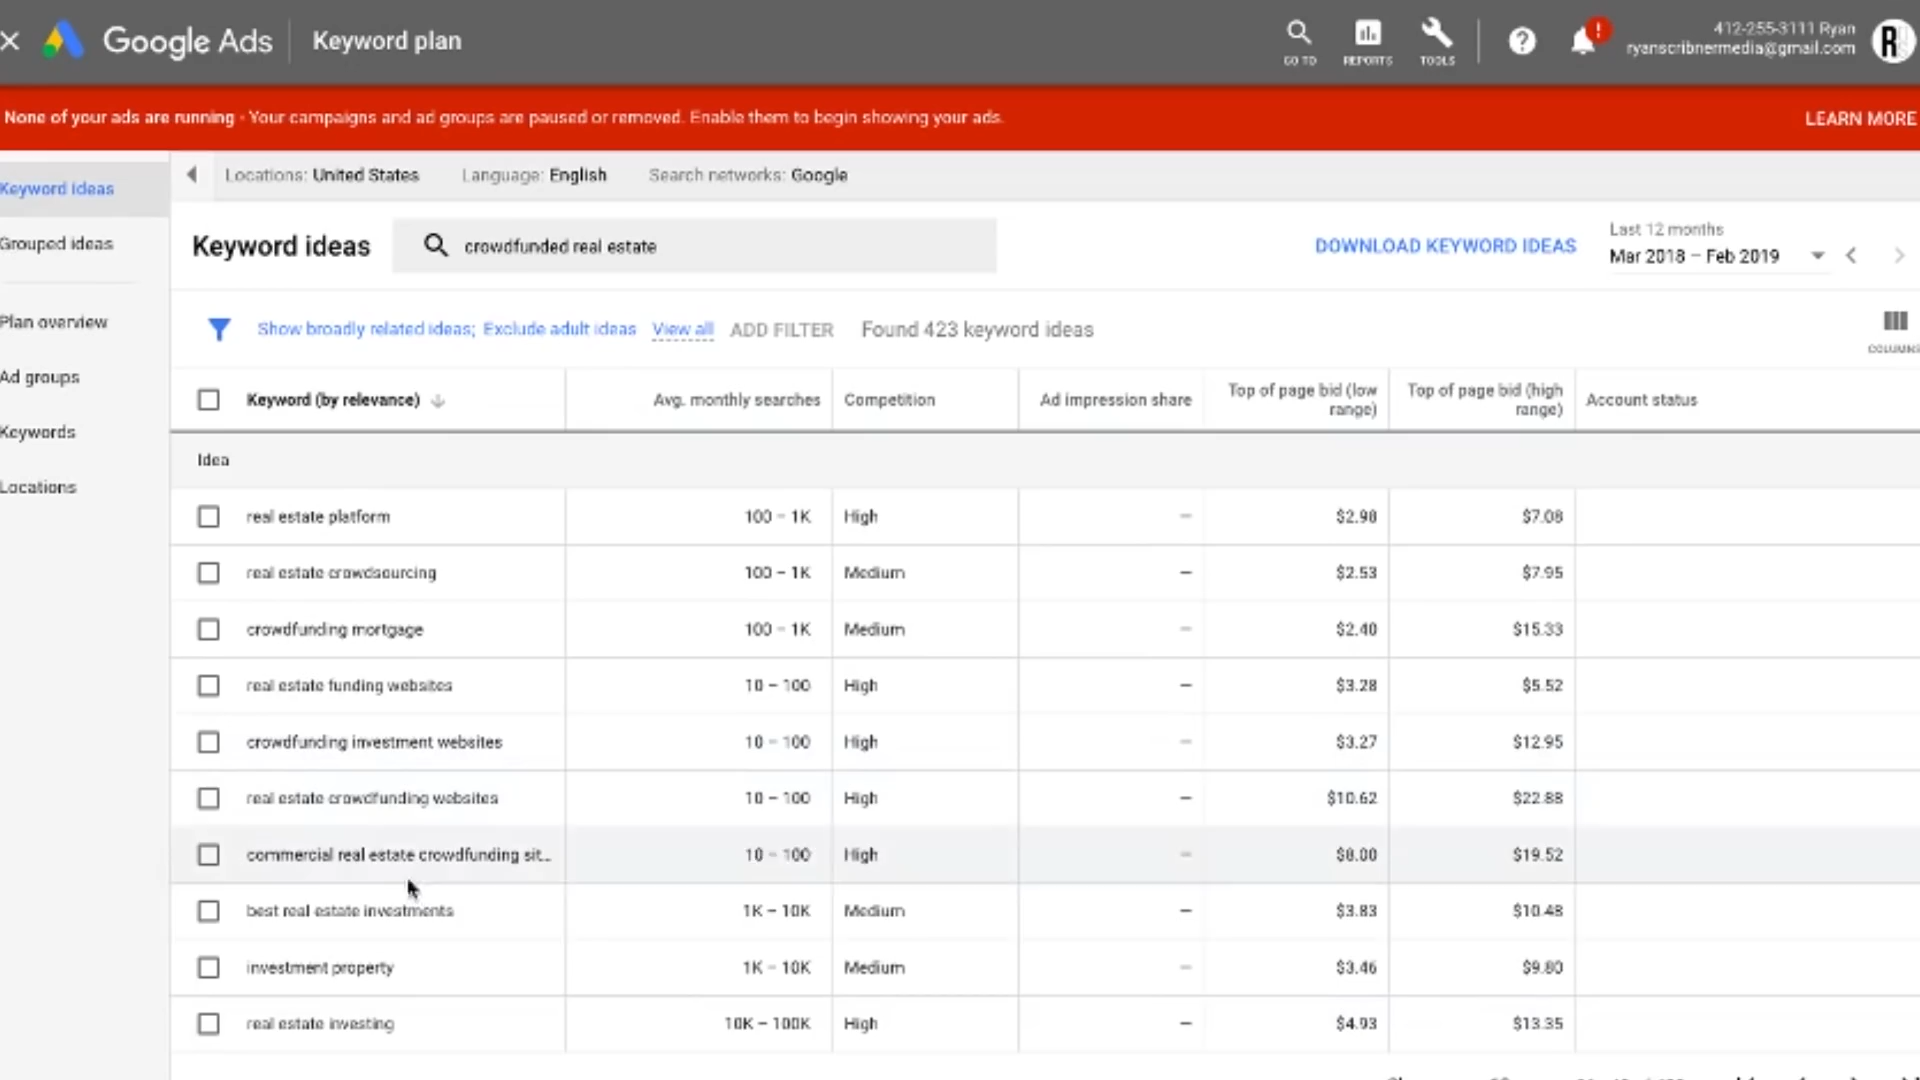 Google Ads Keyword plan
GO TO REPORTS TOOLS
412-255-3111 Ryan
ryanscribnermedia@gmail.com
None of your ads are running - Your campaigns and ad groups are paused or removed. Enable them to begin showing your ads. LEARN MORE
Keyword ideas
Grouped ideas
Plan overview
Ad groups
Keywords
Locations
Locations: United States Language: English Search networks: Google
Keyword ideas crowdfunded real estate DOWNLOAD KEYWORD IDEAS
Last 12 months
Mar 2018 – Feb 2019
Show broadly related ideas; Exclude adult ideas View all ADD FILTER Found 423 keyword ideas
COLUMNS
Keyword (by relevance) Avg. monthly searches Competition Ad impression share Top of page bid (low range) Top of page bid (high range) Account status
Idea
real estate platform 100 – 1K High – $2.98 $7.08
real estate crowdsourcing 100 – 1K Medium – $2.53 $7.95
crowdfunding mortgage 100 – 1K Medium – $2.40 $15.33
real estate funding websites 10 – 100 High – $3.28 $5.52
crowdfunding investment websites 10 – 100 High – $3.27 $12.95
real estate crowdfunding websites 10 – 100 High – $10.62 $22.88
commercial real estate crowdfunding sit... 10 – 100 High – $8.00 $19.52
best real estate investments 1K – 10K Medium – $3.83 $10.48
investment property 1K – 10K Medium – $3.46 $9.80
real estate investing 10K – 100K High – $4.93 $13.35